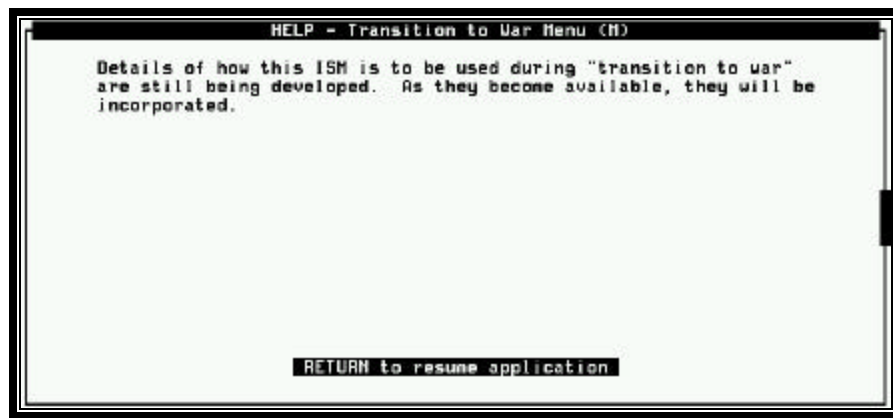 HELP - Transition to War Menu (M)
Details of how this ISM is to be used during "transition to war"
are still being developed.  As they become available, they will be
incorporated.
RETURN to resume application